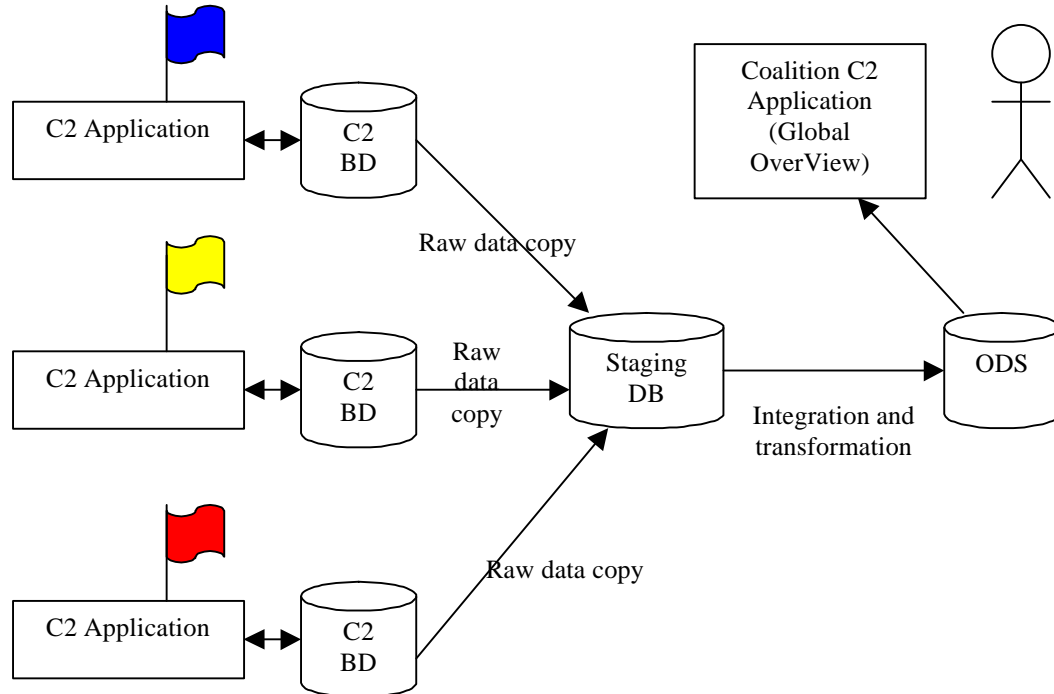 C2 Application
C2
BD
Coalition C2
Application
(Global
OverView)
Raw data copy
C2 Application
C2
BD
Raw
data
copy
Staging
DB
ODS
Integration and
transformation
Raw data copy
C2 Application
C2
BD